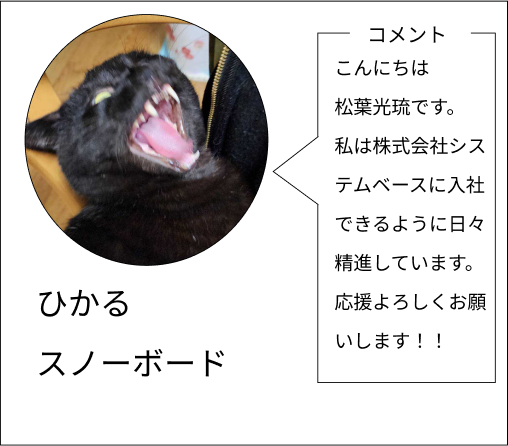 コメント
こんにちは
松葉光琉です。
私は株式会社シス
テムベースに入社
できるように日々
精進しています。
応援よろしくお願
いします！！
ひかる
スノーボード